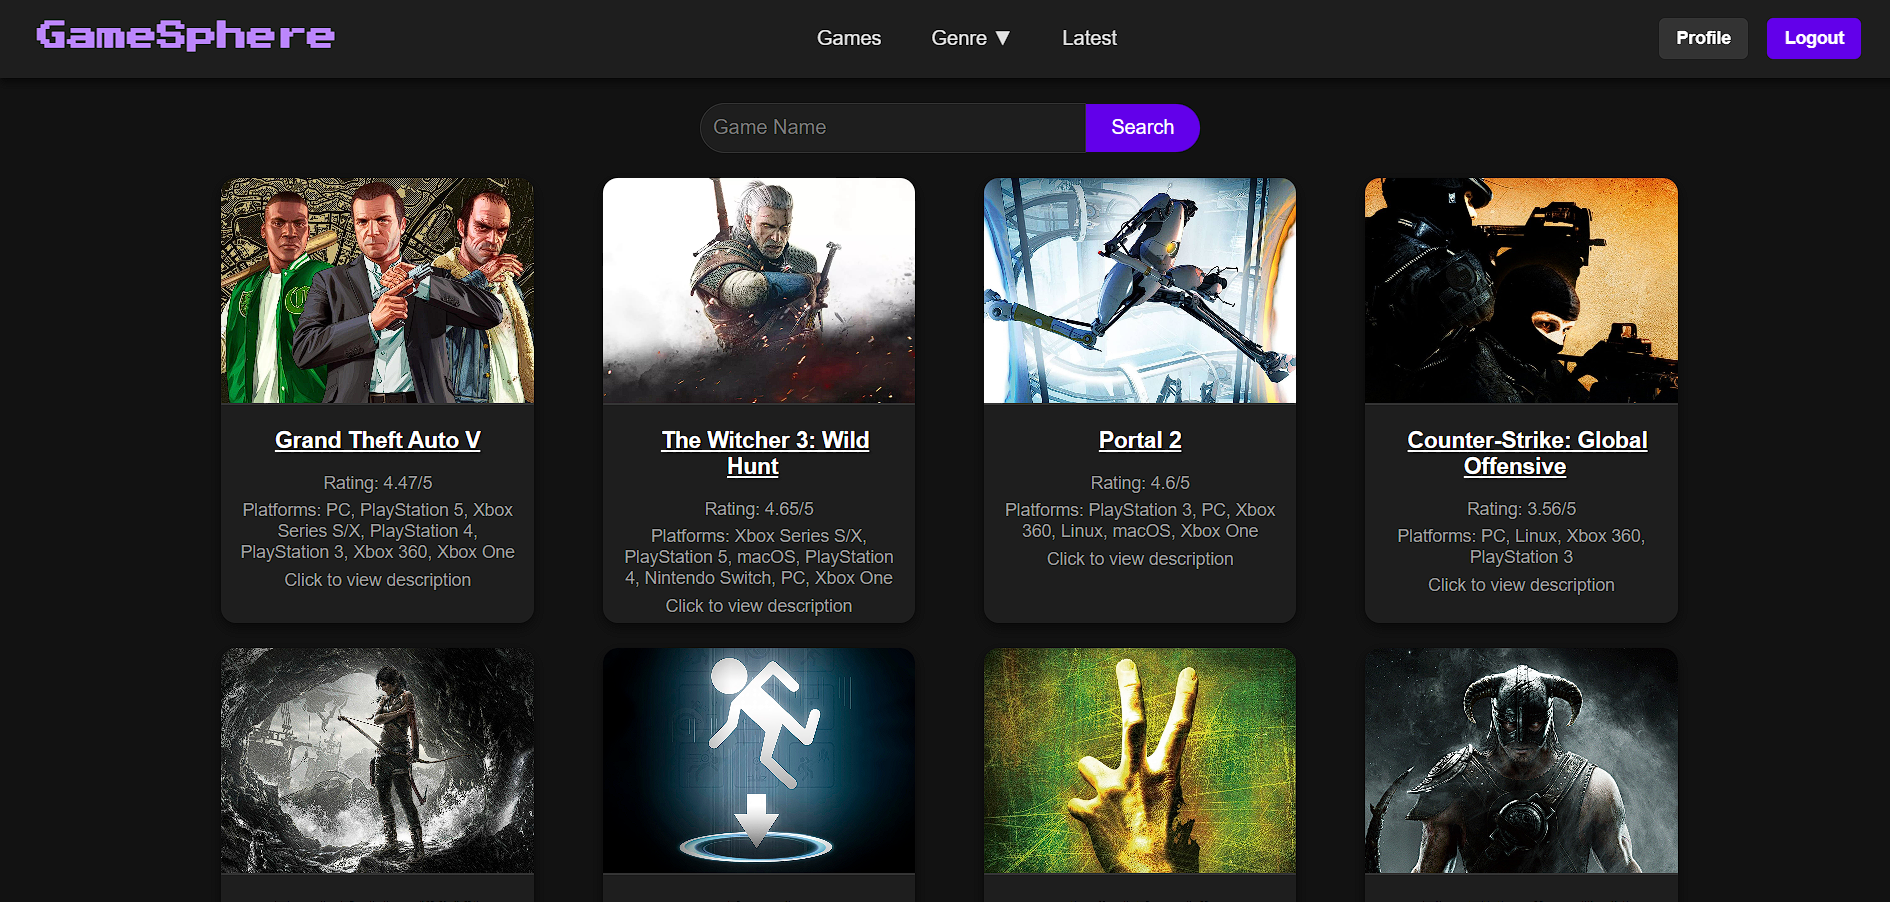 GameSphere
Games
Genre ▼
Latest
Profile
Logout
Game Name
Search
Grand Theft Auto V
Rating: 4.47/5
Platforms: PC, PlayStation 5, Xbox
Series S/X, PlayStation 4,
PlayStation 3, Xbox 360, Xbox One
Click to view description
The Witcher 3: Wild
Hunt
Rating: 4.65/5
Platforms: Xbox Series S/X,
PlayStation 5, macOS, PlayStation
4, Nintendo Switch, PC, Xbox One
Click to view description
Portal 2
Rating: 4.6/5
Platforms: PlayStation 3, PC, Xbox
360, Linux, macOS, Xbox One
Click to view description
Counter-Strike: Global
Offensive
Rating: 3.56/5
Platforms: PC, Linux, Xbox 360,
PlayStation 3
Click to view description